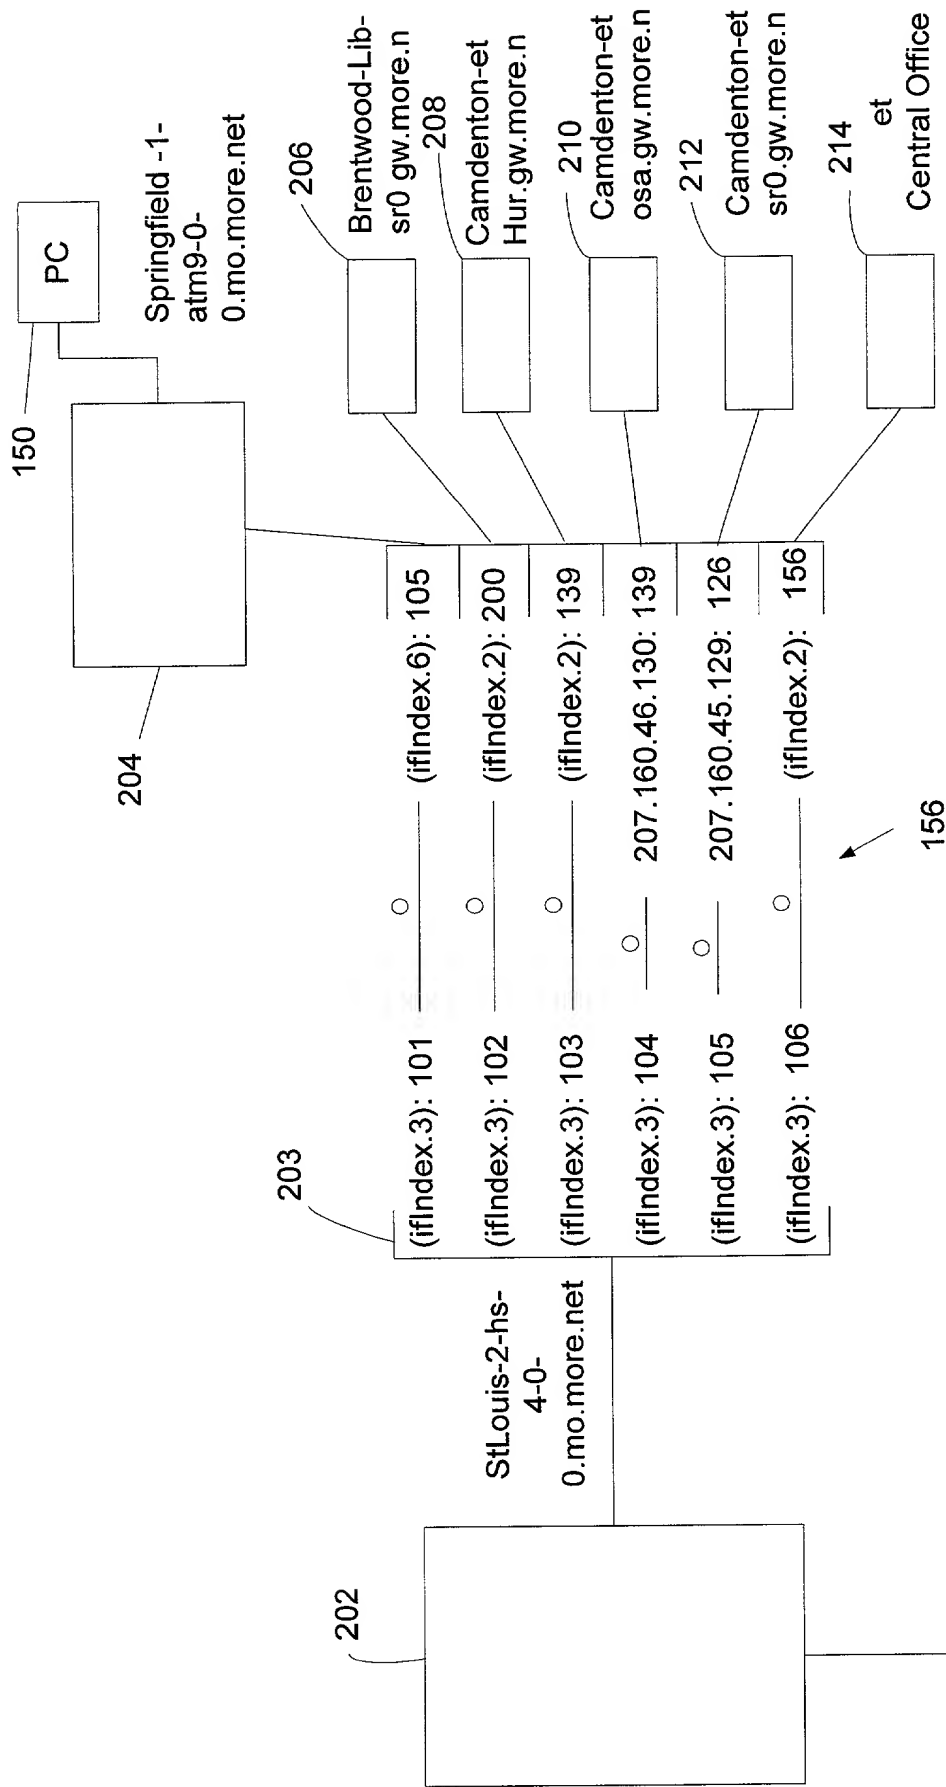 150
PC
Springfield -1-
atm9-0-
0.mo.more.net
204
206
Brentwood-Lib-
sr0 gw.more.n
208
Camdenton-et
Hur.gw.more.n
210
Camdenton-et
osa.gw.more.n
212
Camdenton-et
sr0.gw.more.n
214
et
Central Office
202
StLouis-2-hs-
4-0-
0.mo.more.net
203
(ifIndex.3): 101 (ifIndex.6): 105
(ifIndex.3): 102 (ifIndex.2): 200
(ifIndex.3): 103 (ifIndex.2): 139
(ifIndex.3): 104 207.160.46.130: 139
(ifIndex.3): 105 207.160.45.129: 126
(ifIndex.3): 106 (ifIndex.2): 156
156